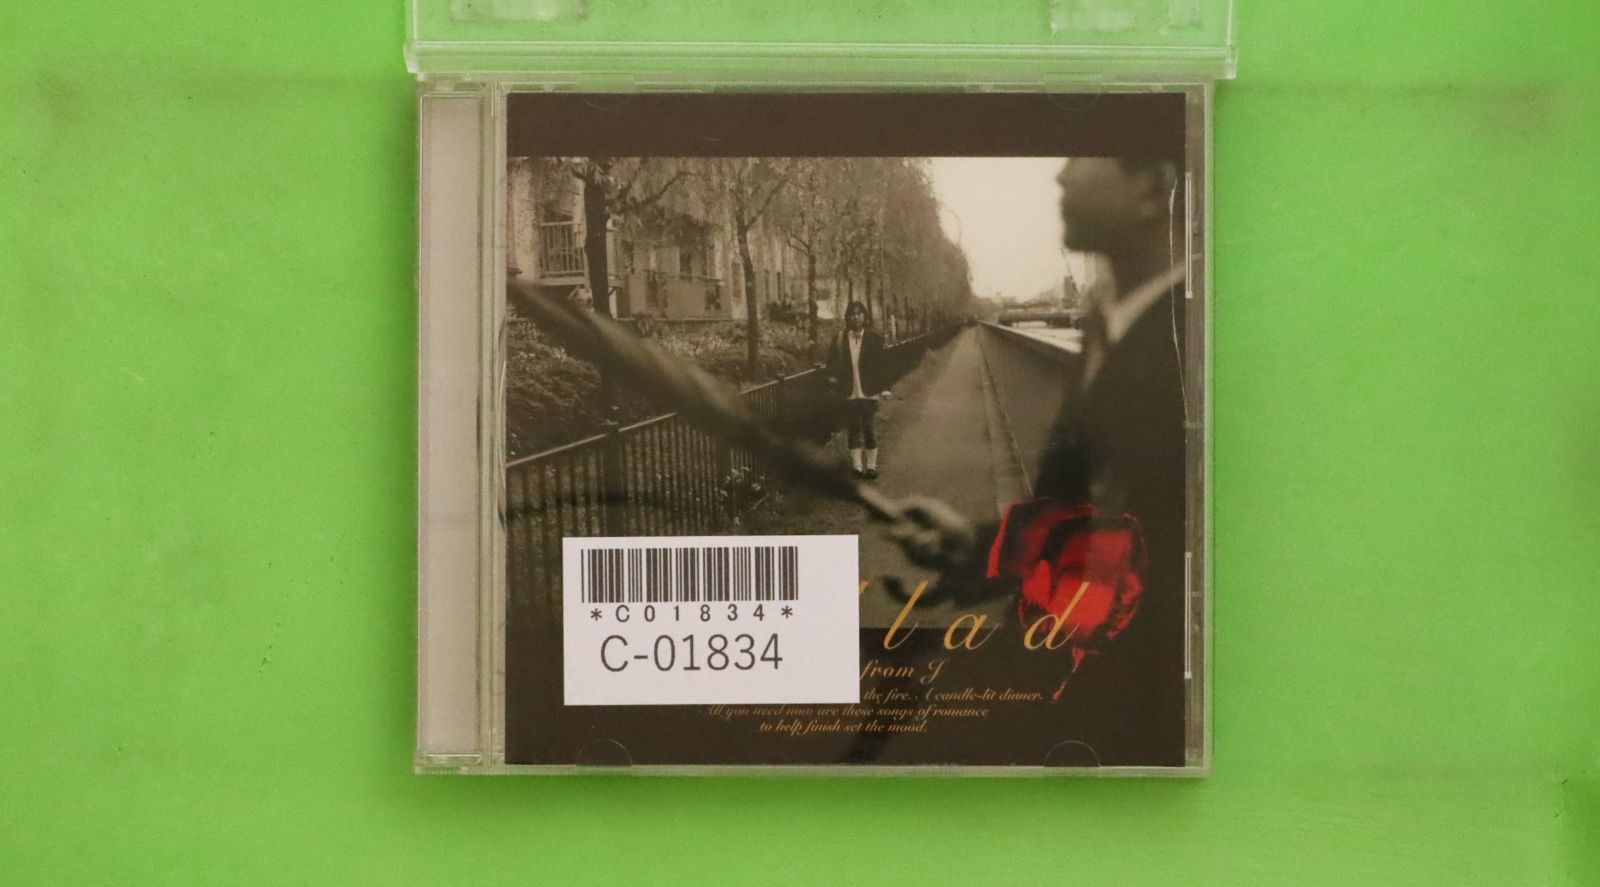 *C01834*
C-01834
llad
from J
the fire. A candle-lit dinner.
All you need now are these songs of romance
to help finish set the mood.